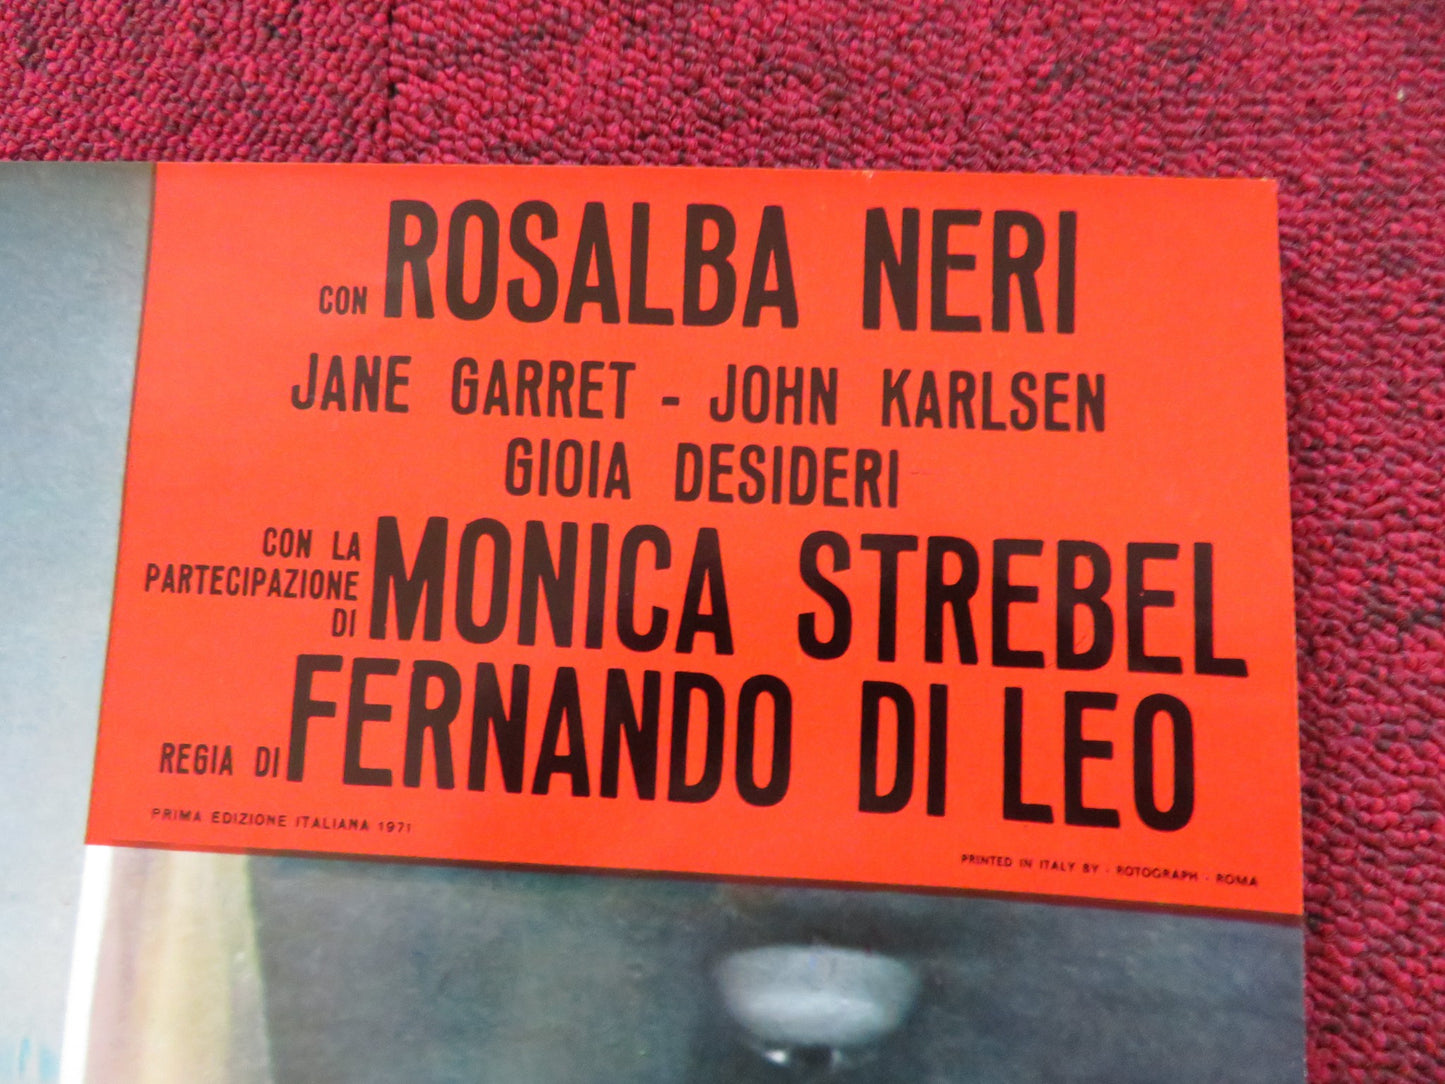 CON ROSALBA NERI
JANE GARRET - JOHN KARLSEN
GIOIA DESIDERI
CON LA
PARTECIPAZIONE
DI MONICA STREBEL
REGIA DI FERNANDO DI LEO
PRIMA EDIZIONE ITALIANA 1971
PRINTED IN ITALY BY · ROTOGRAPH · ROMA